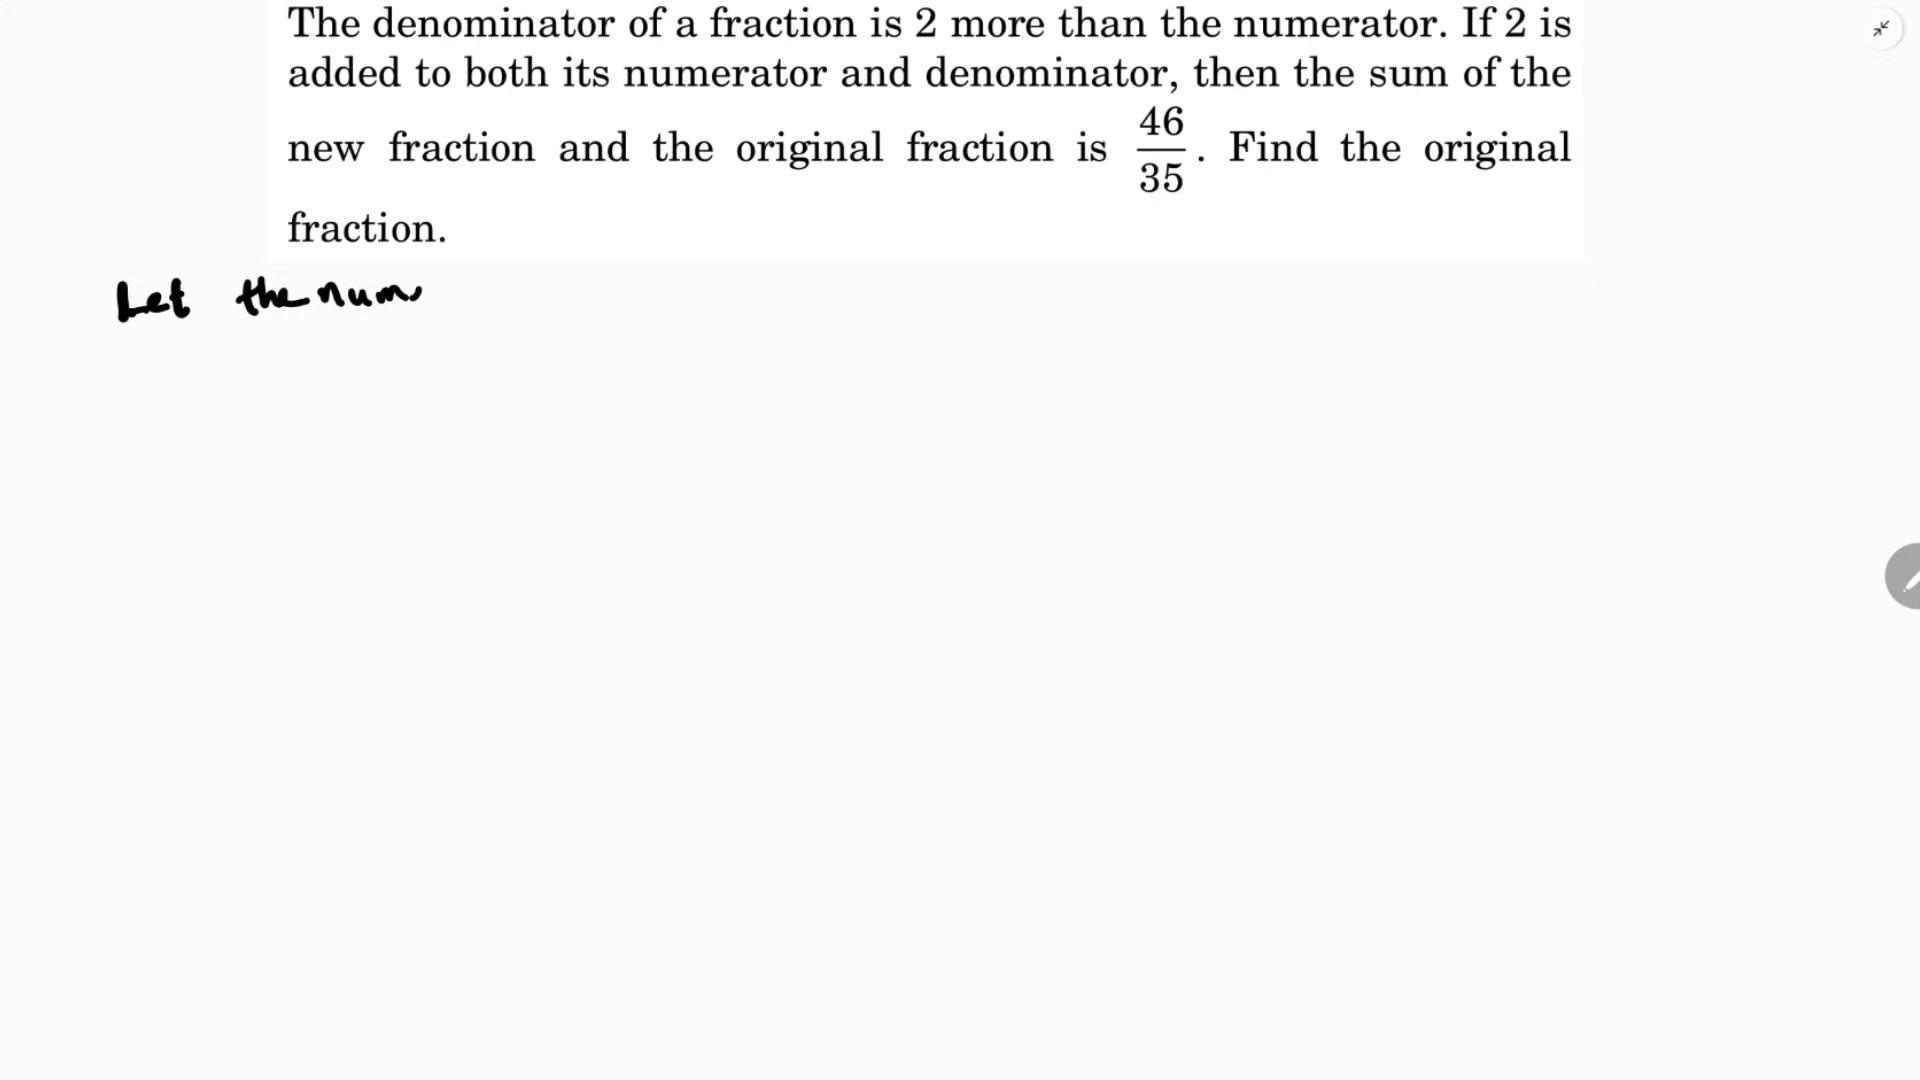 The denominator of a fraction is 2 more than the numerator. If 2 is
added to both its numerator and denominator, then the sum of the
new fraction and the original fraction is 46/35. Find the original
fraction.
Let the num